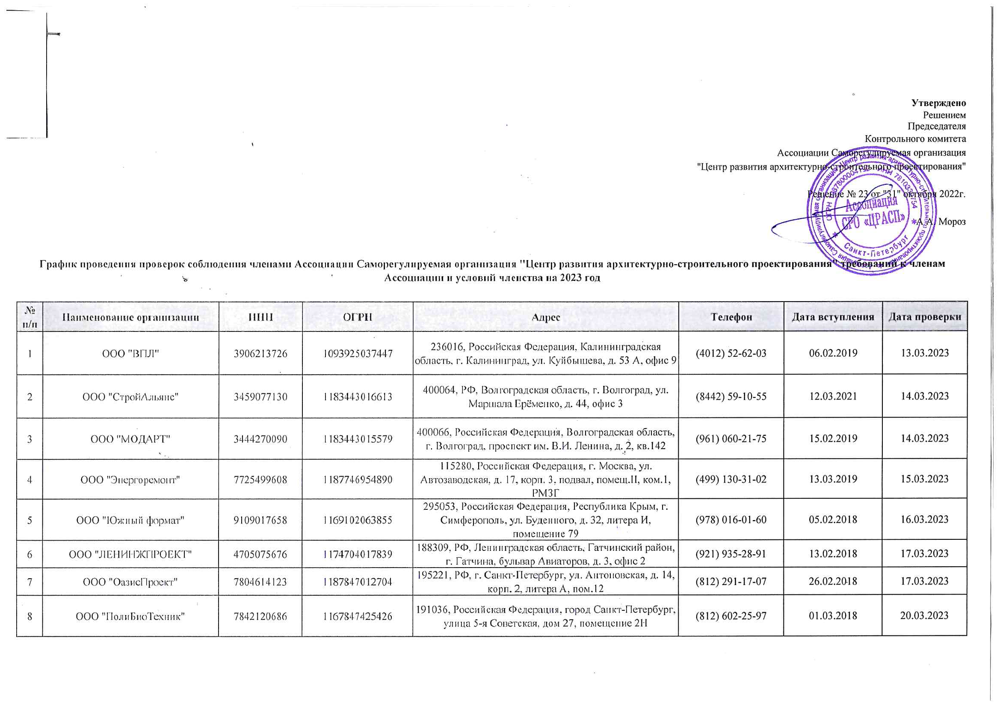 Утверждено
Решением
Председателя
Контрольного комитета
Ассоциации Саморегулируемая организация
"Центр развития архитектурно-строительного проектирования"
Решение № 23 от "31" октября 2022г.
А.А. Мороз
Ассоциация
СРО «ЦРАСП»
Санкт-Петербург
График проведения проверок соблюдения членами Ассоциации Саморегулируемая организация "Центр развития архитектурно-строительного проектирования" требований к членам
Ассоциации и условий членства на 2023 год
№ п/п Наименование организации ИНН ОГРН Адрес Телефон Дата вступления Дата проверки
1 ООО "ВПЛ" 3906213726 1093925037447 236016, Российская Федерация, Калининградская
область, г. Калининград, ул. Куйбышева, д. 53 А, офис 9 (4012) 52-62-03 06.02.2019 13.03.2023
2 ООО "СтройАльянс" 3459077130 1183443016613 400064, РФ, Волгоградская область, г. Волгоград, ул.
Маршала Ерёменко, д. 44, офис 3 (8442) 59-10-55 12.03.2021 14.03.2023
3 ООО "МОДАРТ" 3444270090 1183443015579 400066, Российская Федерация, Волгоградская область,
г. Волгоград, проспект им. В.И. Ленина, д. 2, кв.142 (961) 060-21-75 15.02.2019 14.03.2023
4 ООО "Энергоремонт" 7725499608 1187746954890 115280, Российская Федерация, г. Москва, ул.
Автозаводская, д. 17, корп. 3, подвал, помещ.II, ком.1,
РМ3Г (499) 130-31-02 13.03.2019 15.03.2023
5 ООО "Южный формат" 9109017658 1169102063855 295053, Российская Федерация, Республика Крым, г.
Симферополь, ул. Буденного, д. 32, литера И,
помещение 79 (978) 016-01-60 05.02.2018 16.03.2023
6 ООО "ЛЕНИНЖПРОЕКТ" 4705075676 1174704017839 188309, РФ, Ленинградская область, Гатчинский район,
г. Гатчина, бульвар Авиаторов, д. 3, офис 2 (921) 935-28-91 13.02.2018 17.03.2023
7 ООО "ОазисПроект" 7804614123 1187847012704 195221, РФ, г. Санкт-Петербург, ул. Антоновская, д. 14,
корп. 2, литера А, пом.12 (812) 291-17-07 26.02.2018 17.03.2023
8 ООО "ПолиБиоТехник" 7842120686 1167847425426 191036, Российская Федерация, город Санкт-Петербург,
улица 5-я Советская, дом 27, помещение 2Н (812) 602-25-97 01.03.2018 20.03.2023